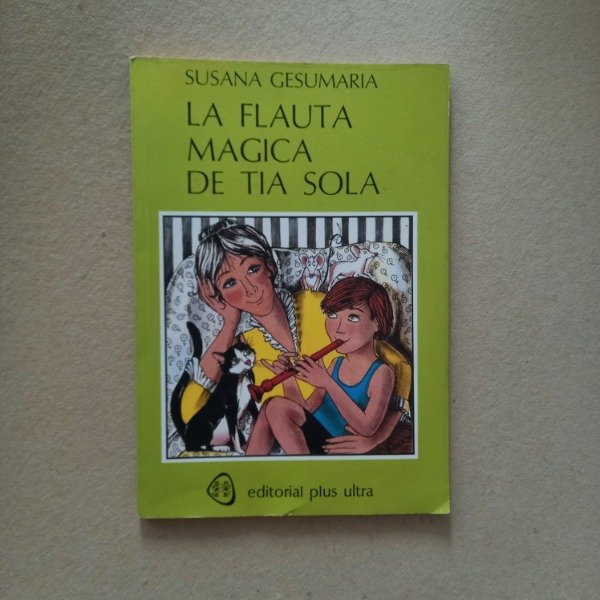 SUSANA GESUMARIA
LA FLAUTA
MAGICA
DE TIA SOLA
editorial plus ultra